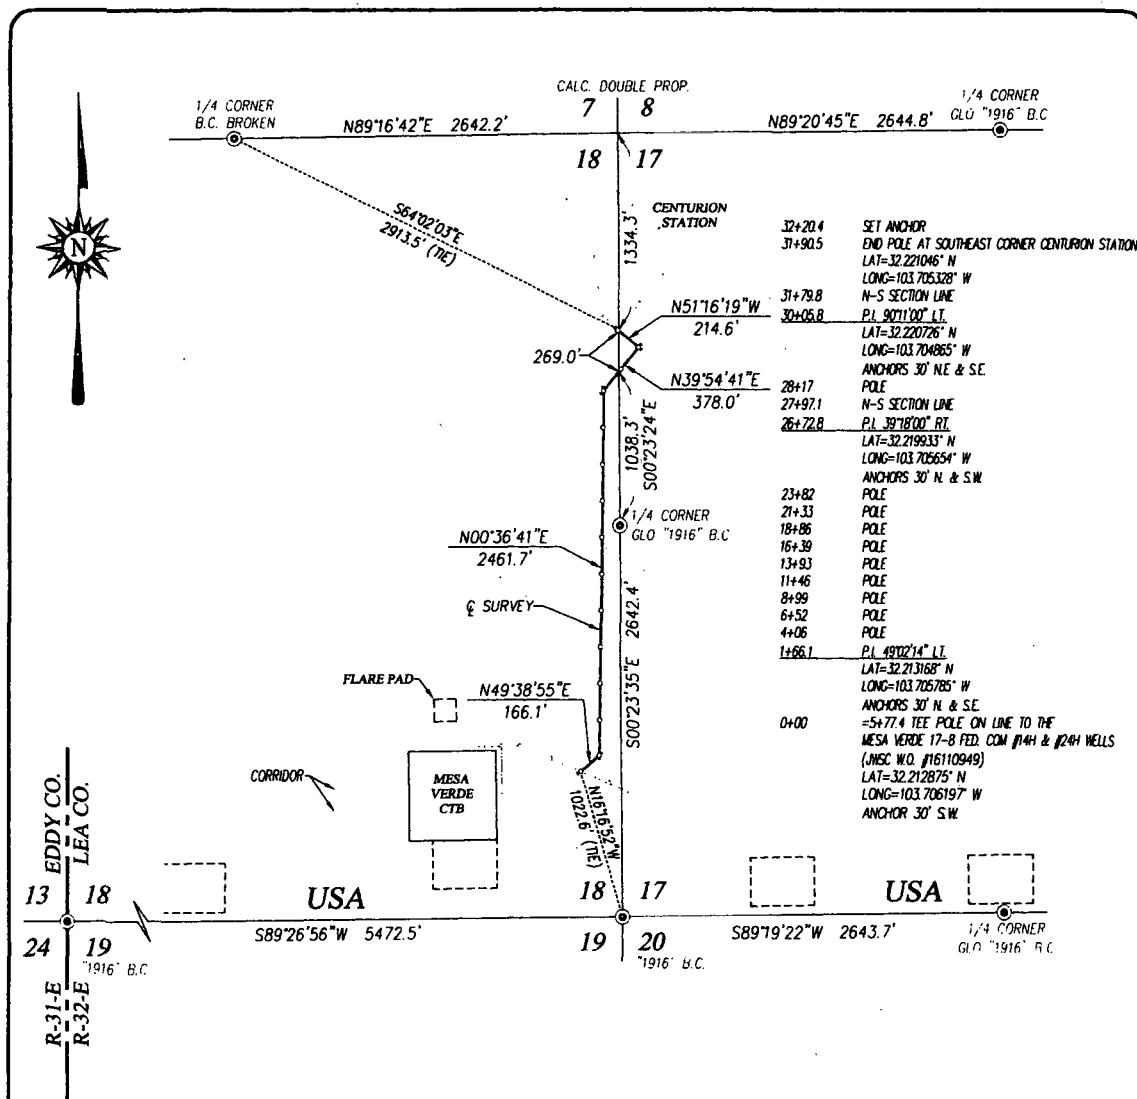 CALC. DOUBLE PROP.
1/4 CORNER
B.C. BROKEN
N89°16'42"E 2642.2'
7 8
N89°20'45"E 2644.8'
1/4 CORNER
GLO "1916" B.C
18 17
S64°02'03"E
2913.5' (TIE)
1334.3'
CENTURION
STATION
N
N51°16'19"W
214.6'
269.0'
N39°54'41"E
378.0'
1038.3'
S00°23'24"E
1/4 CORNER
GLO "1916" B.C
N00°36'41"E
2461.7'
℄ SURVEY
2642.4'
S00°23'35"E
FLARE PAD
N49°38'55"E
166.1'
CORRIDOR
MESA
VERDE
CTB
N16°16'52"W
1022.6' (TIE)
32+20.4 SET ANCHOR
31+90.5 END POLE AT SOUTHEAST CORNER CENTURION STATION
LAT=32.221046° N
LONG=103.705328° W
31+79.8 N-S SECTION LINE
30+05.8 P.I. 90°11'00" LT.
LAT=32.220726° N
LONG=103.704865° W
ANCHORS 30' N.E & S.E.
28+17 POLE
27+97.1 N-S SECTION LINE
26+72.8 P.I. 39°18'00" RT.
LAT=32.219933° N
LONG=103.705654° W
ANCHORS 30' N. & S.W.
23+82 POLE
21+33 POLE
18+86 POLE
16+39 POLE
13+93 POLE
11+46 POLE
8+99 POLE
6+52 POLE
4+06 POLE
1+66.1 P.I. 49°02'14" LT.
LAT=32.213168° N
LONG=103.705785° W
ANCHORS 30' N. & S.E.
0+00 =5+77.4 TEE POLE ON LINE TO THE
MESA VERDE 17-8 FED. COM #14H & #24H WELLS
(JWSC W.O. #16110949)
LAT=32.212875° N
LONG=103.706197° W
ANCHOR 30' S.W.
EDDY CO.
LEA CO.
13 18
USA
18 17
USA
24 19
"1916" B.C.
S89°26'56"W 5472.5'
19 20
"1916" B.C.
S89°19'22"W 2643.7'
1/4 CORNER
GLO "1916" B.C
R-31-E
R-32-E